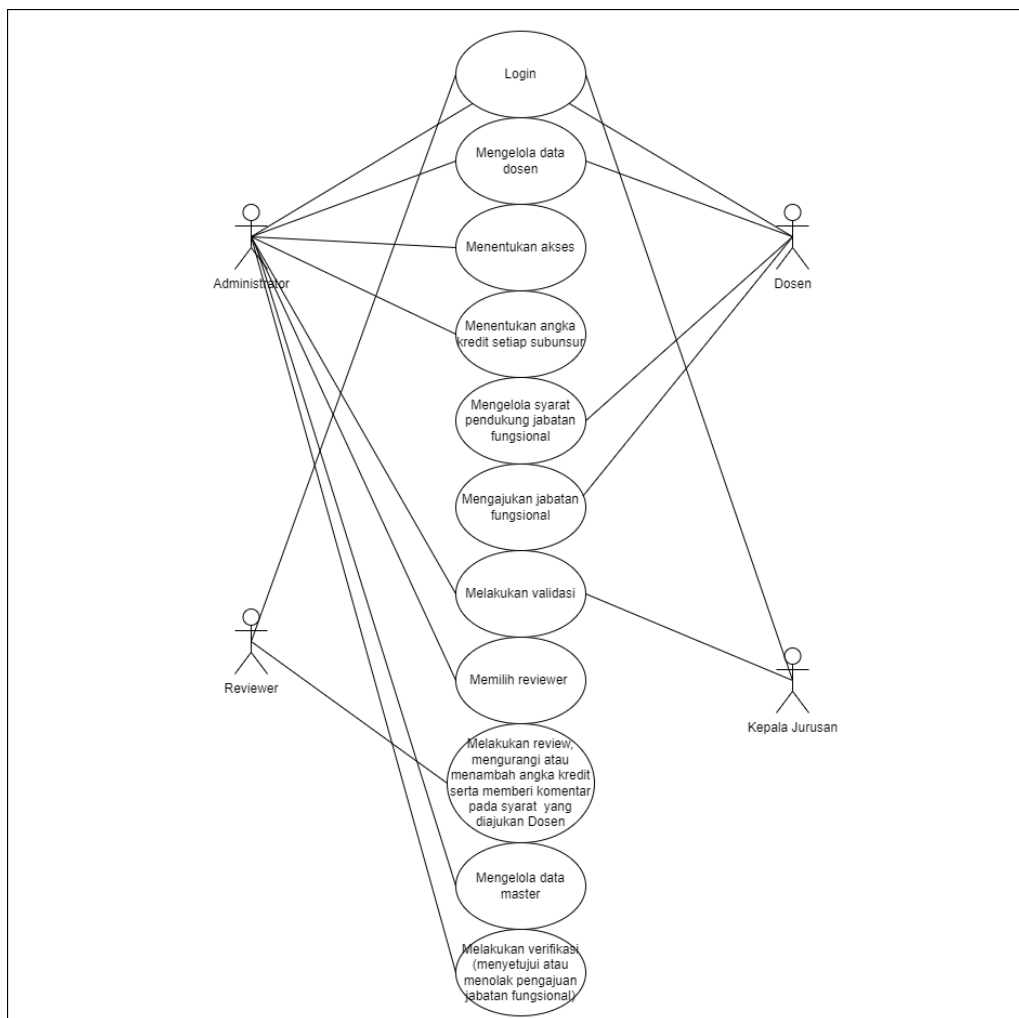 Login
Mengelola data
dosen
Menentukan akses
Administrator
Dosen
Menentukan angka
kredit setiap subunsur
Mengelola syarat
pendukung jabatan
fungsional
Mengajukan jabatan
fungsional
Melakukan validasi
Memilih reviewer
Reviewer
Kepala Jurusan
Melakukan review,
mengurangi atau
menambah angka kredit
serta memberi komentar
pada syarat yang
diajukan Dosen
Mengelola data
master
Melakukan verifikasi
(menyetujui atau
menolak pengajuan
jabatan fungsional)